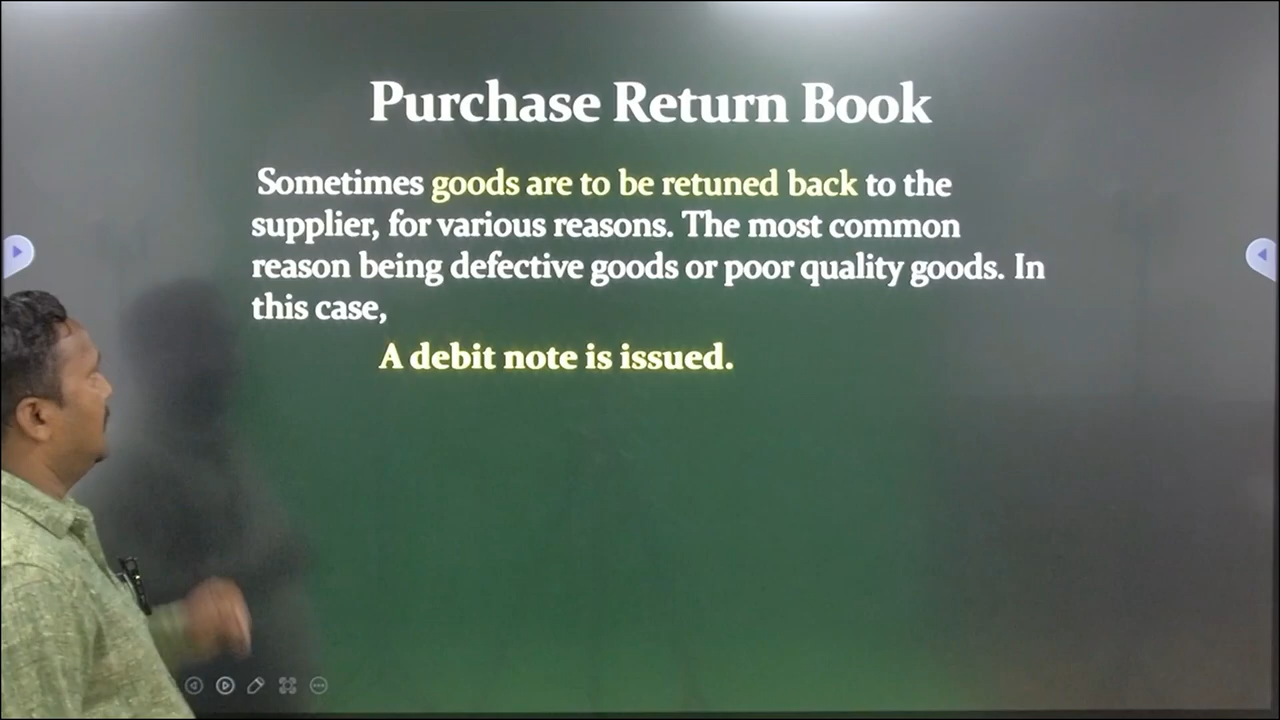 Purchase Return Book
Sometimes goods are to be retuned back to the
supplier, for various reasons. The most common
reason being defective goods or poor quality goods. In
this case,
A debit note is issued.